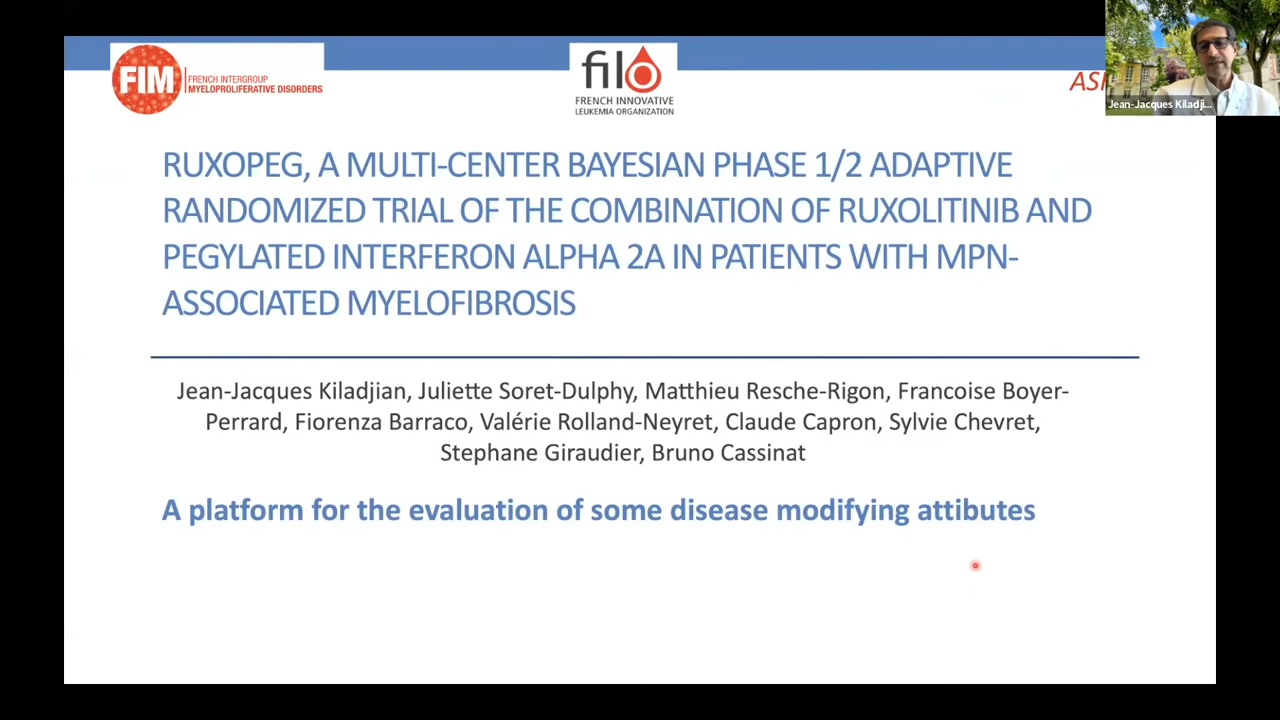 FIM
FRENCH INTERGROUP
MYELOPROLIFERATIVE DISORDERS
filo
FRENCH INNOVATIVE
LEUKEMIA ORGANIZATION
Jean-Jacques Kiladji...
RUXOPEG, A MULTI-CENTER BAYESIAN PHASE 1/2 ADAPTIVE
RANDOMIZED TRIAL OF THE COMBINATION OF RUXOLITINIB AND
PEGYLATED INTERFERON ALPHA 2A IN PATIENTS WITH MPN-
ASSOCIATED MYELOFIBROSIS
Jean-Jacques Kiladjian, Juliette Soret-Dulphy, Matthieu Resche-Rigon, Francoise Boyer-
Perrard, Fiorenza Barraco, Valérie Rolland-Neyret, Claude Capron, Sylvie Chevret,
Stephane Giraudier, Bruno Cassinat
A platform for the evaluation of some disease modifying attibutes